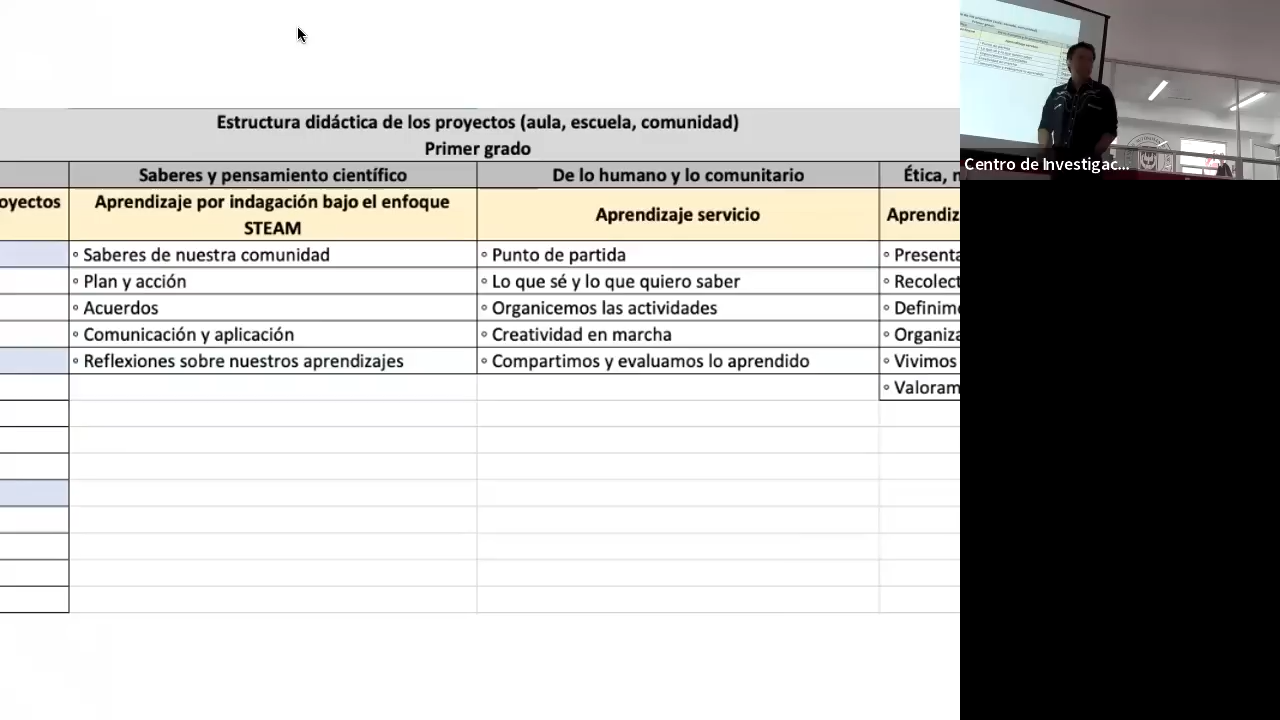 Estructura didáctica de los proyectos (aula, escuela, comunidad)
Primer grado
Saberes y pensamiento científico
De lo humano y lo comunitario
Ética, n
oyectos
Aprendizaje por indagación bajo el enfoque
STEAM
Aprendizaje servicio
Aprendiz
◦ Saberes de nuestra comunidad
◦ Punto de partida
◦ Presenta
◦ Plan y acción
◦ Lo que sé y lo que quiero saber
◦ Recolect
◦ Acuerdos
◦ Organicemos las actividades
◦ Definim
◦ Comunicación y aplicación
◦ Creatividad en marcha
◦ Organiza
◦ Reflexiones sobre nuestros aprendizajes
◦ Compartimos y evaluamos lo aprendido
◦ Vivimos
◦ Valoram
Centro de Investigac...